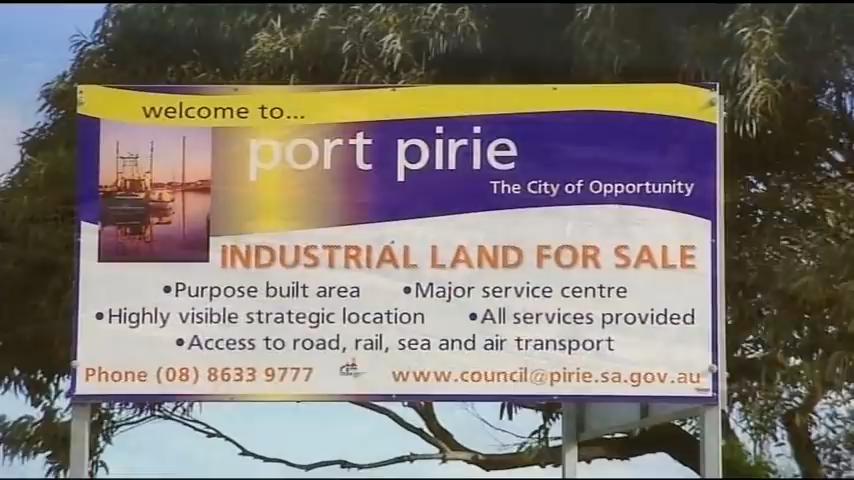 welcome to...
port pirie
The City of Opportunity
INDUSTRIAL LAND FOR SALE
•Purpose built area •Major service centre
•Highly visible strategic location •All services provided
•Access to road, rail, sea and air transport
Phone (08) 8633 9777 www.council@pirie.sa.gov.au